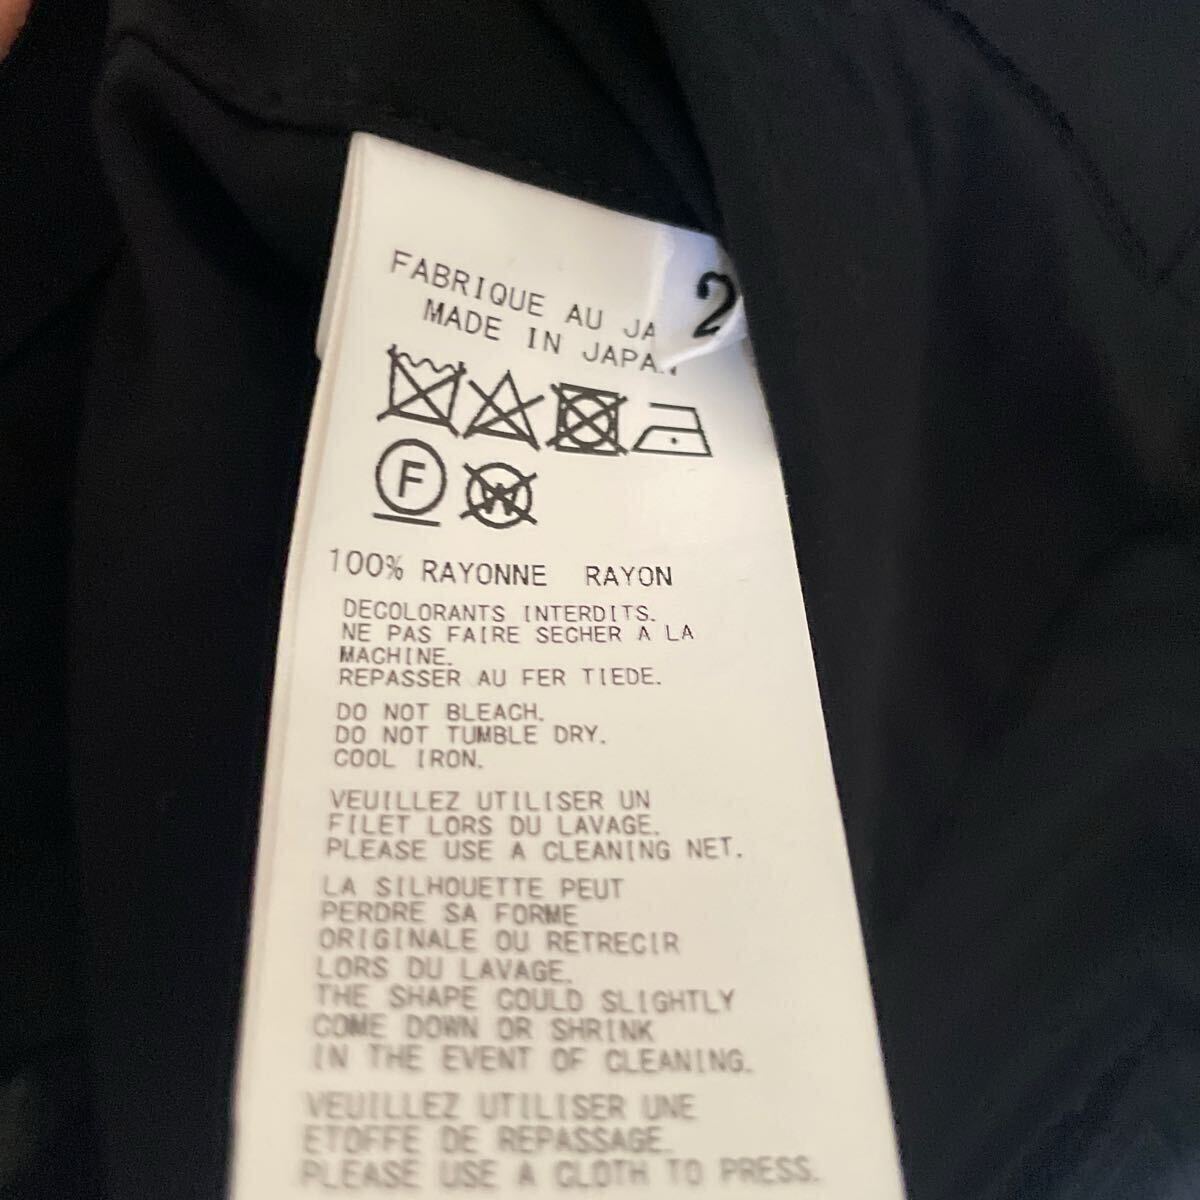 FABRIQUE AU
MADE IN
2
F
W
100% RAYONNE RAYON
DECOLORANTS INTERDITS.
NE PAS FAIRE SECHER A LA
MACHINE.
REPASSER AU FER TIEDE.
DO NOT BLEACH.
DO NOT TUMBLE DRY.
COOL IRON.
VEUILLEZ UTILISER UN
FILET LORS DU LAVAGE.
PLEASE USE A CLEANING NET.
LA SILHOUETTE PEUT
PERDRE SA FORME
ORIGINALE OU RETRECIR
LORS DU LAVAGE.
THE SHAPE COULD SLIGHTLY
COME DOWN OR SHRINK
IN THE EVENT OF CLEANING.
VEUILLEZ UTILISER UNE
ETOFFE DE REPASSAGE.
PLEASE USE A CLOTH TO PRESS.